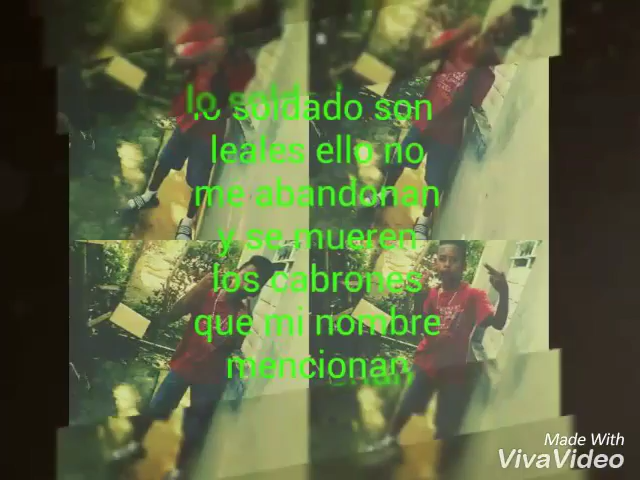 lo soldado son
leales ello no
me abandonan
y se mueren
los cabrones
que mi nombre
mencionan
Made With
VivaVideo